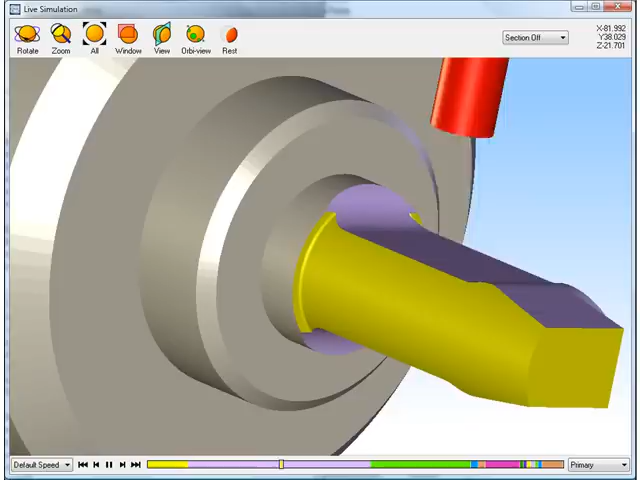 Live Simulation
Rotate Zoom All Window View Orbi-view Rest
Section Off
X-81.992
Y38.029
Z-21.701
Default Speed
Primary